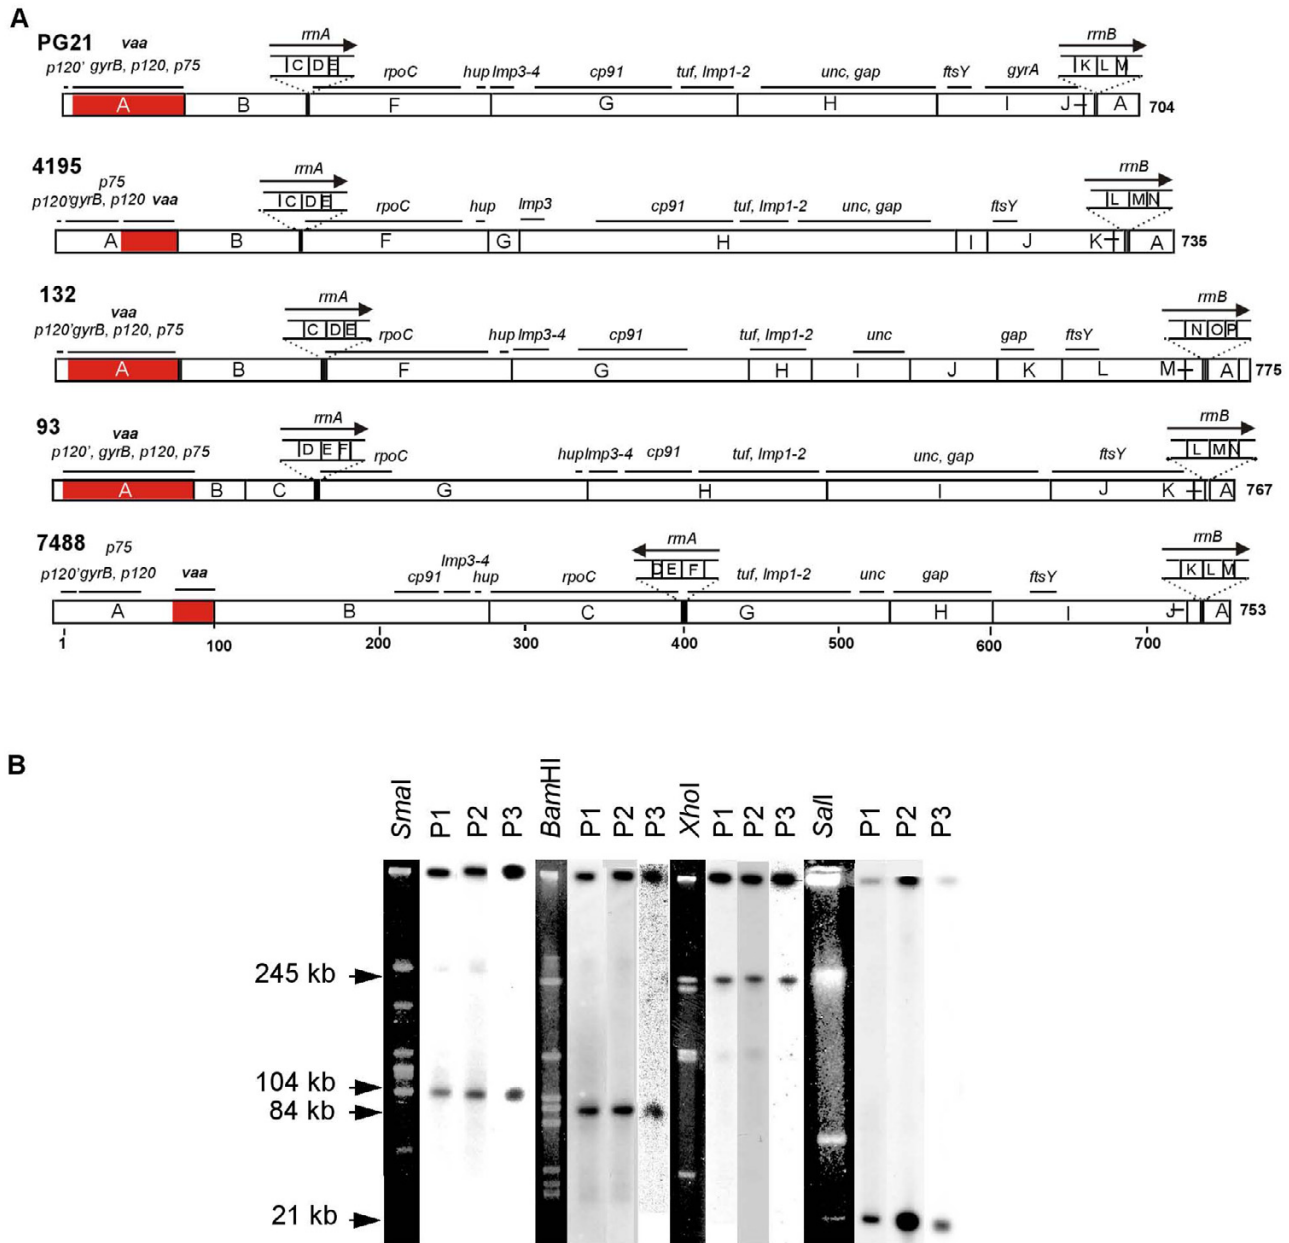 A
PG21 vaa rrnA rrnB
p120' gyrB, p120, p75 C D E rpoC hup lmp3-4 cp91 tuf, lmp1-2 unc, gap ftsY gyrA K L M
A B F G H I J A 704
4195 p75 rrnA rrnB
p120' gyrB, p120 vaa C D E rpoC hup lmp3 cp91 tuf, lmp1-2 unc, gap ftsY L M N
A B F G H I J K A 735
132 vaa rrnA rrnB
p120' gyrB, p120, p75 C D E rpoC hup lmp3-4 cp91 tuf, lmp1-2 unc gap ftsY N O P
A B F G H I J K L M A 775
93 vaa rrnA rrnB
p120', gyrB, p120, p75 D E F rpoC hup lmp3-4 cp91 tuf, lmp1-2 unc, gap ftsY L M N
A B C G H I J K A 767
7488 p75 lmp3-4 rrnA rrnB
p120' gyrB, p120 vaa cp91 hup rpoC D E F tuf, lmp1-2 unc gap ftsY K L M
A B C G H I J A 753
1 100 200 300 400 500 600 700
B
SmaI P1 P2 P3 BamHI P1 P2 P3 XhoI P1 P2 P3 SalI P1 P2 P3
245 kb
104 kb
84 kb
21 kb